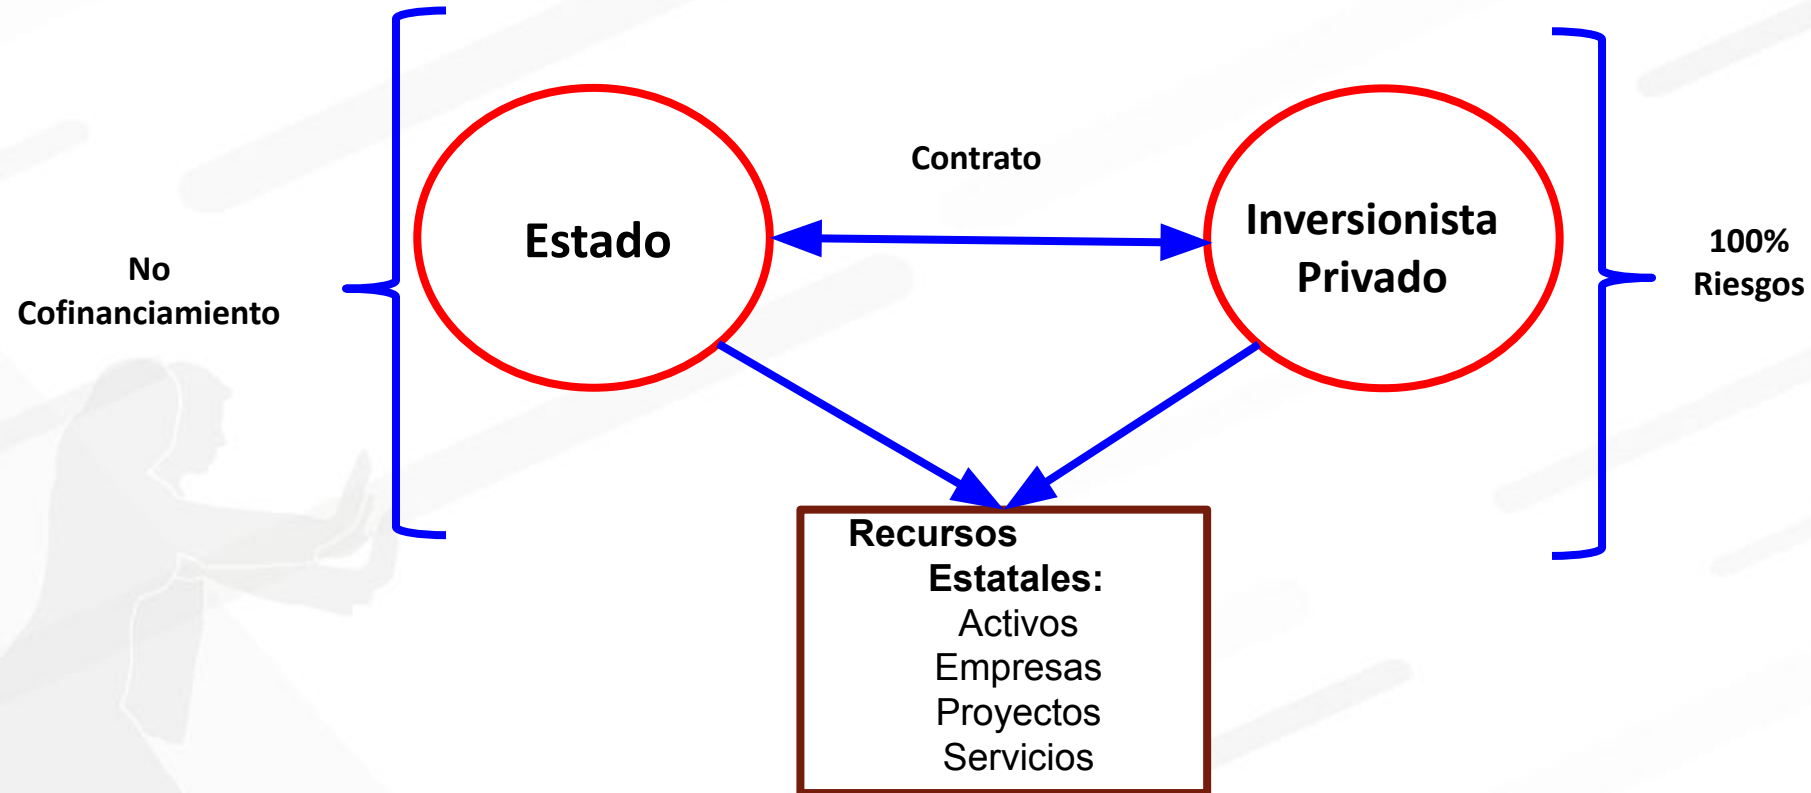 Contrato
Estado
Inversionista
Privado
No
Cofinanciamiento
100%
Riesgos
Recursos
Estatales:
Activos
Empresas
Proyectos
Servicios